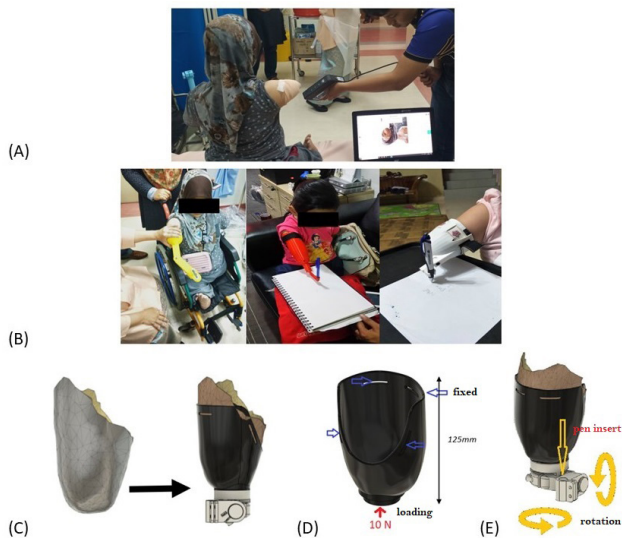 (A)
(B)
fixed
125mm
pen insert
loading
10 N
rotation
(C)
(D)
(E)